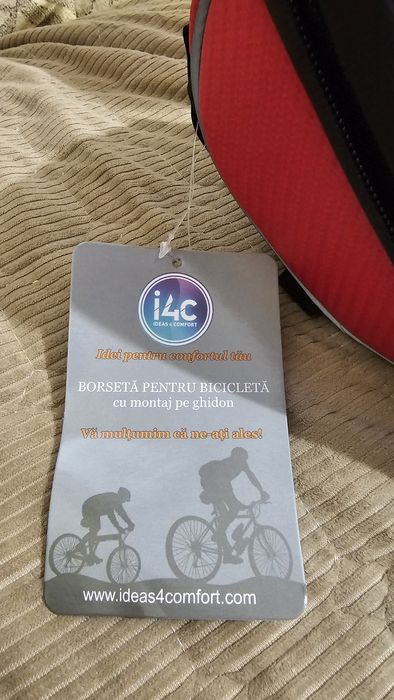 i4c
IDEAS 4 COMFORT
Idei pentru confortul tău
BORSETĂ PENTRU BICICLETĂ
cu montaj pe ghidon
Vă mulțumim că ne-ați ales!
www.ideas4comfort.com